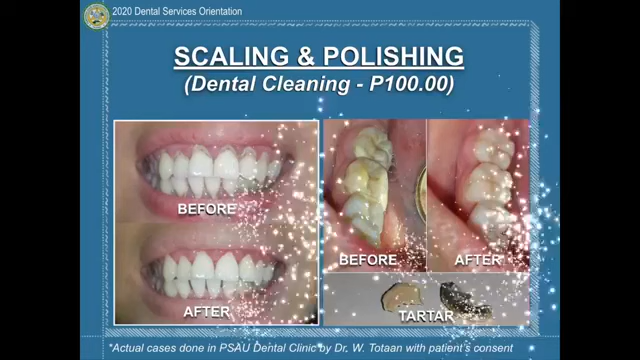 2020 Dental Services Orientation
SCALING & POLISHING
(Dental Cleaning - P100.00)
BEFORE
AFTER
BEFORE
AFTER
TARTAR
*Actual cases done in PSAU Dental Clinic by Dr. W. Totaan with patient's consent